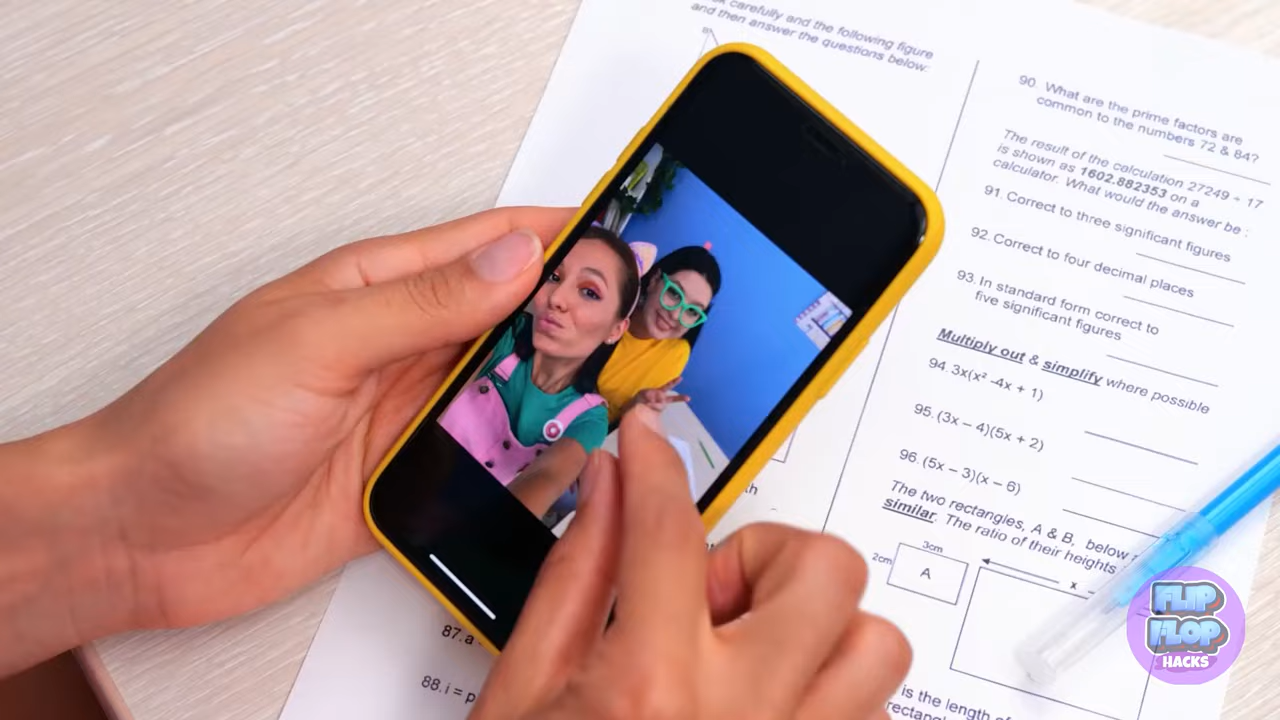 k carefully and the following figure
and then answer the questions below:
87.a
88. i = p
90. What are the prime factors are
common to the numbers 72 & 84?
The result of the calculation 27249 ÷ 17
is shown as 1602.882353 on a
calculator. What would the answer be :
91. Correct to three significant figures
92. Correct to four decimal places
93. In standard form correct to
five significant figures
Multiply out & simplify where possible
94. 3x(x² -4x + 1)
95. (3x – 4)(5x + 2)
96. (5x – 3)(x – 6)
The two rectangles, A & B, below
similar. The ratio of their heights
3cm
2cm
A
x
is the length of
rectang
FLIP
FLOP
HACKS